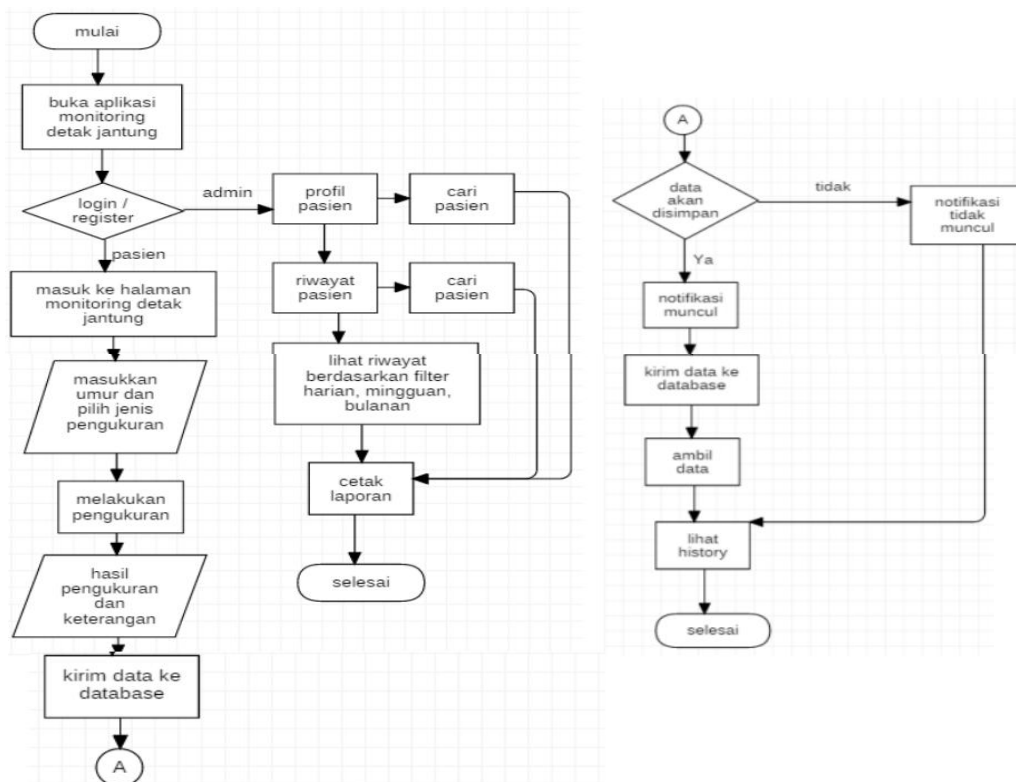 mulai
buka aplikasi
monitoring
detak jantung
login /
register
admin
pasien
masuk ke halaman
monitoring detak
jantung
masukkan
umur dan
pilih jenis
pengukuran
melakukan
pengukuran
hasil
pengukuran
dan
keterangan
kirim data ke
database
A
profil
pasien
cari
pasien
riwayat
pasien
cari
pasien
lihat riwayat
berdasarkan filter
harian, mingguan,
bulanan
cetak
laporan
selesai
A
data
akan
disimpan
tidak
notifikasi
tidak
muncul
Ya
notifikasi
muncul
kirim data ke
database
ambil
data
lihat
history
selesai